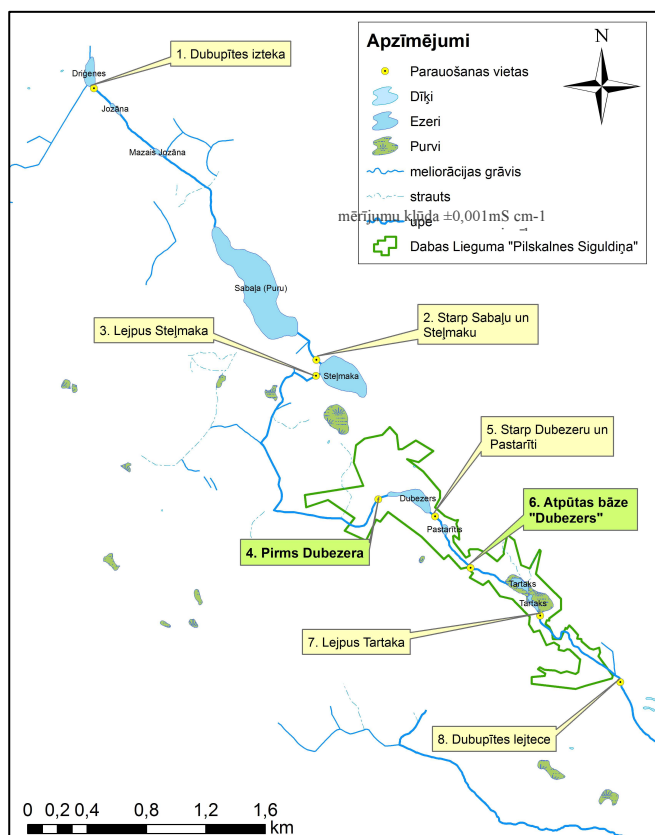 Apzīmējumi
Paraugošanas vietas
Dīķi
Ezeri
Purvi
meliorācijas grāvis
strauts
mērījumu kļūda ±0,001mS cm-1
upe
Dabas Lieguma "Pilskalnes Siguldiņa"
N
1. Dubupītes izteka
Driģenes
Jozāna
Mazais Jozāna
Sabaļa (Puru)
2. Starp Sabaļu un
Steļmaku
3. Lejpus Steļmaka
Steļmaka
5. Starp Dubezeru un
Pastarīti
Dubezers
Pastarītis
4. Pirms Dubezera
6. Atpūtas bāze
"Dubezers"
Tartaks
Tartaks
7. Lejpus Tartaka
8. Dubupītes lejtece
0 0,2 0,4 0,8 1,2 1,6
km